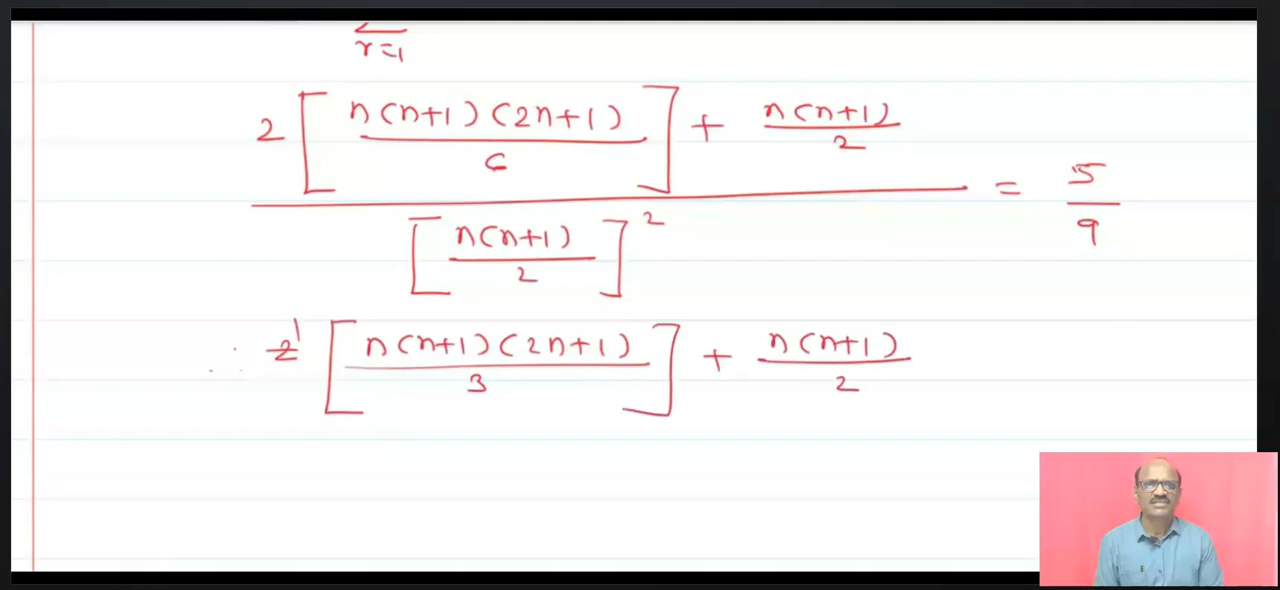 r=1
2 [ n(n+1)(2n+1) / 6 ] + n(n+1) / 2
[ n(n+1) / 2 ]² = 5 / 9
∴ 2̶ ¹ [ n(n+1)(2n+1) / 3 ] + n(n+1) / 2